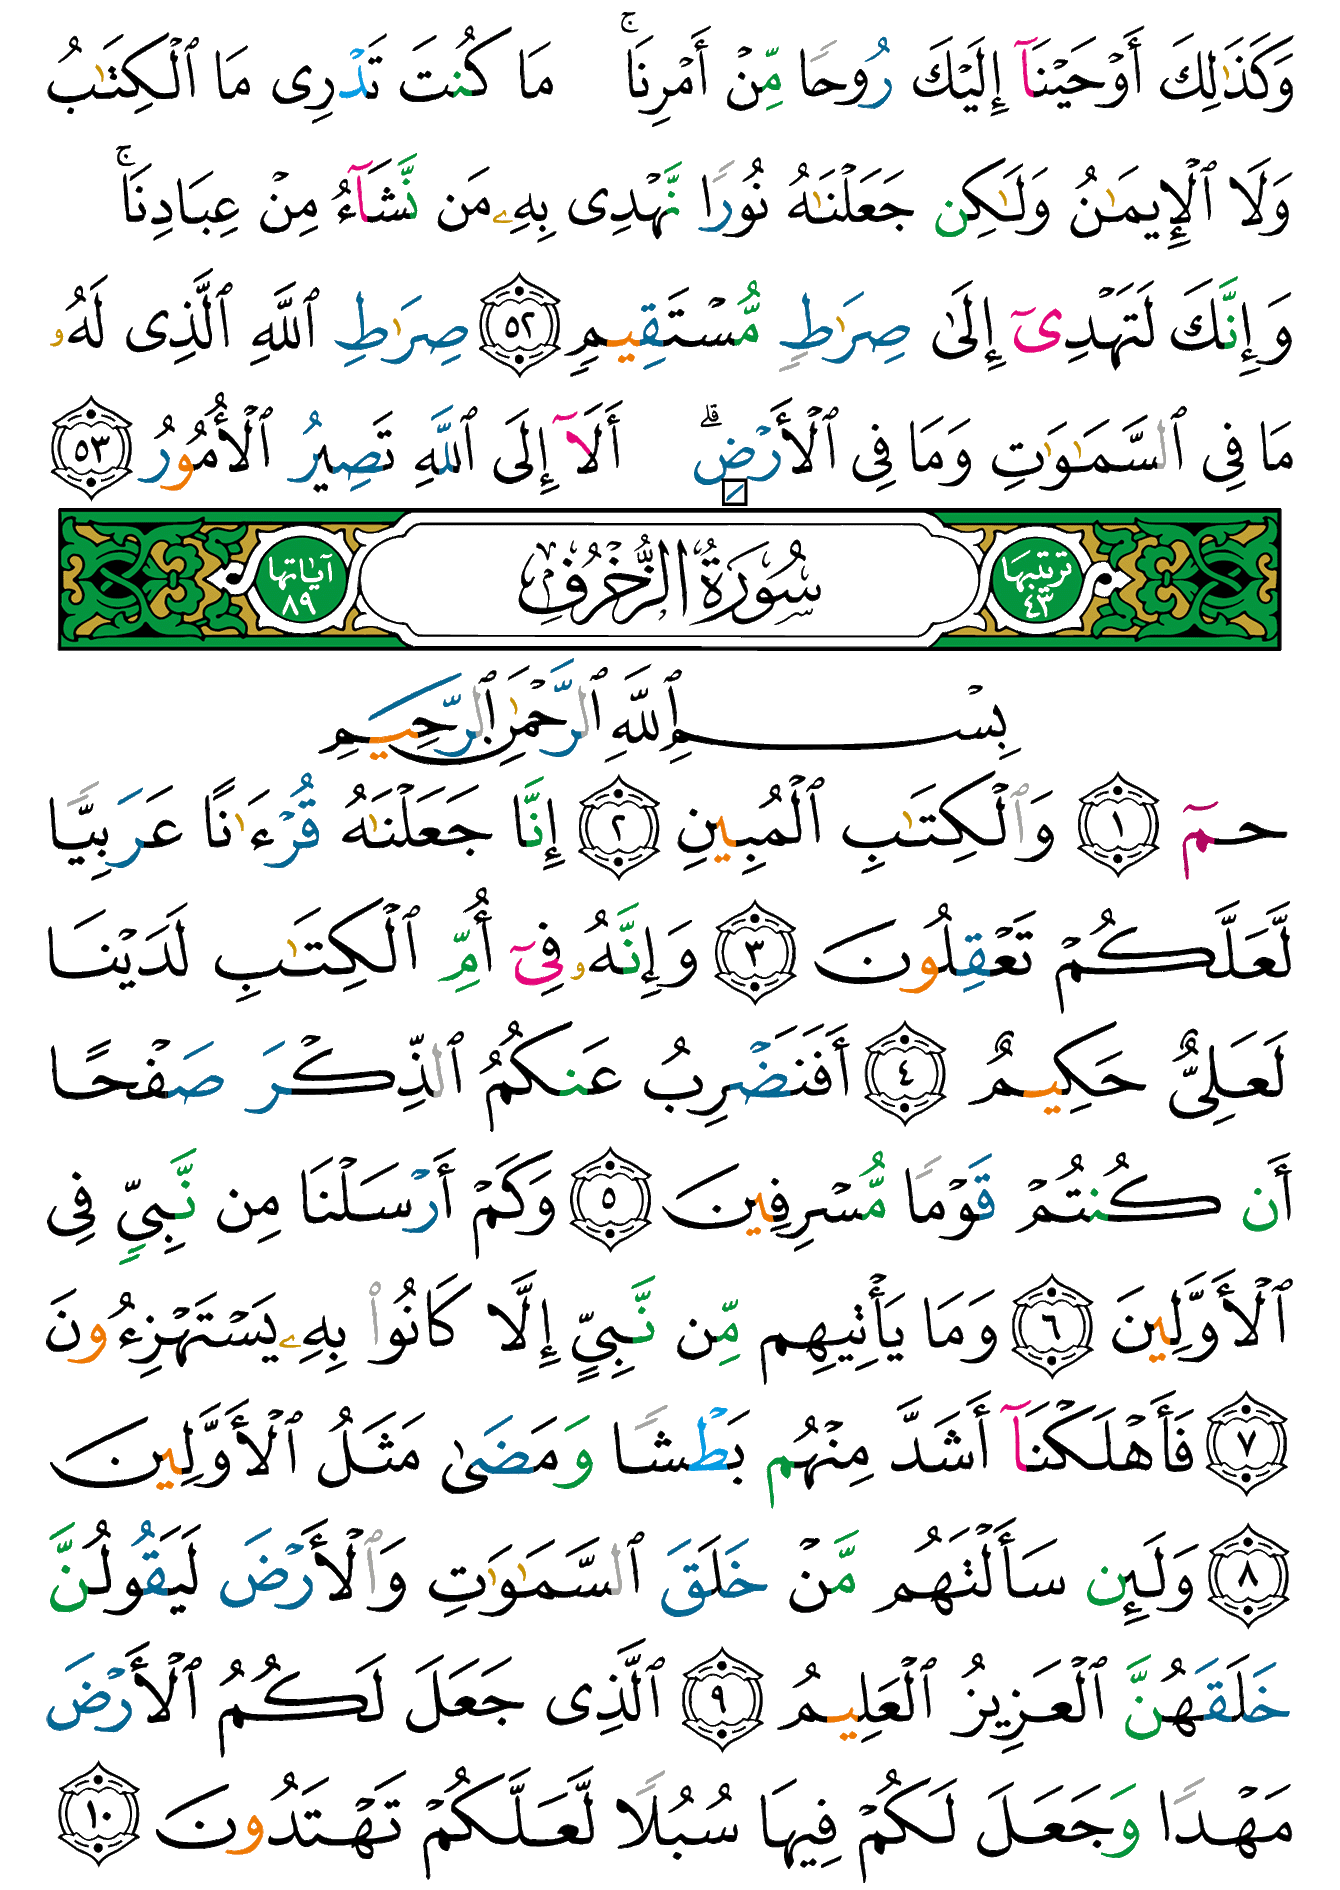 وَكَذَٰلِكَ أَوْحَيْنَآ إِلَيْكَ رُوحًا مِّنْ أَمْرِنَا ۚ مَا كُنتَ تَدْرِى مَا ٱلْكِتَـٰبُ
وَلَا ٱلْإِيمَـٰنُ وَلَـٰكِن جَعَلْنَـٰهُ نُورًا نَّهْدِى بِهِۦ مَن نَّشَآءُ مِنْ عِبَادِنَا ۚ
وَإِنَّكَ لَتَهْدِىٓ إِلَىٰ صِرَٰطٍ مُّسْتَقِيمٍ ٥٢ صِرَٰطِ ٱللَّهِ ٱلَّذِى لَهُۥ
مَا فِى ٱلسَّمَـٰوَٰتِ وَمَا فِى ٱلْأَرْضِ ۗ أَلَآ إِلَى ٱللَّهِ تَصِيرُ ٱلْأُمُورُ ٥٣
ترتيبها ٤٣ سُورَةُ الزُّخْرُفِ آياتها ٨٩
بِسْمِ ٱللَّهِ ٱلرَّحْمَـٰنِ ٱلرَّحِيمِ
حمٓ ١ وَٱلْكِتَـٰبِ ٱلْمُبِينِ ٢ إِنَّا جَعَلْنَـٰهُ قُرْءَٰنًا عَرَبِيًّا
لَّعَلَّكُمْ تَعْقِلُونَ ٣ وَإِنَّهُۥ فِىٓ أُمِّ ٱلْكِتَـٰبِ لَدَيْنَا
لَعَلِىٌّ حَكِيمٌ ٤ أَفَنَضْرِبُ عَنكُمُ ٱلذِّكْرَ صَفْحًا
أَن كُنتُمْ قَوْمًا مُّسْرِفِينَ ٥ وَكَمْ أَرْسَلْنَا مِن نَّبِىٍّ فِى
ٱلْأَوَّلِينَ ٦ وَمَا يَأْتِيهِم مِّن نَّبِىٍّ إِلَّا كَانُوا۟ بِهِۦ يَسْتَهْزِءُونَ
٧ فَأَهْلَكْنَآ أَشَدَّ مِنْهُم بَطْشًا وَمَضَىٰ مَثَلُ ٱلْأَوَّلِينَ
٨ وَلَئِن سَأَلْتَهُم مَّنْ خَلَقَ ٱلسَّمَـٰوَٰتِ وَٱلْأَرْضَ لَيَقُولُنَّ
خَلَقَهُنَّ ٱلْعَزِيزُ ٱلْعَلِيمُ ٩ ٱلَّذِى جَعَلَ لَكُمُ ٱلْأَرْضَ
مَهْدًا وَجَعَلَ لَكُمْ فِيهَا سُبُلًا لَّعَلَّكُمْ تَهْتَدُونَ ١٠